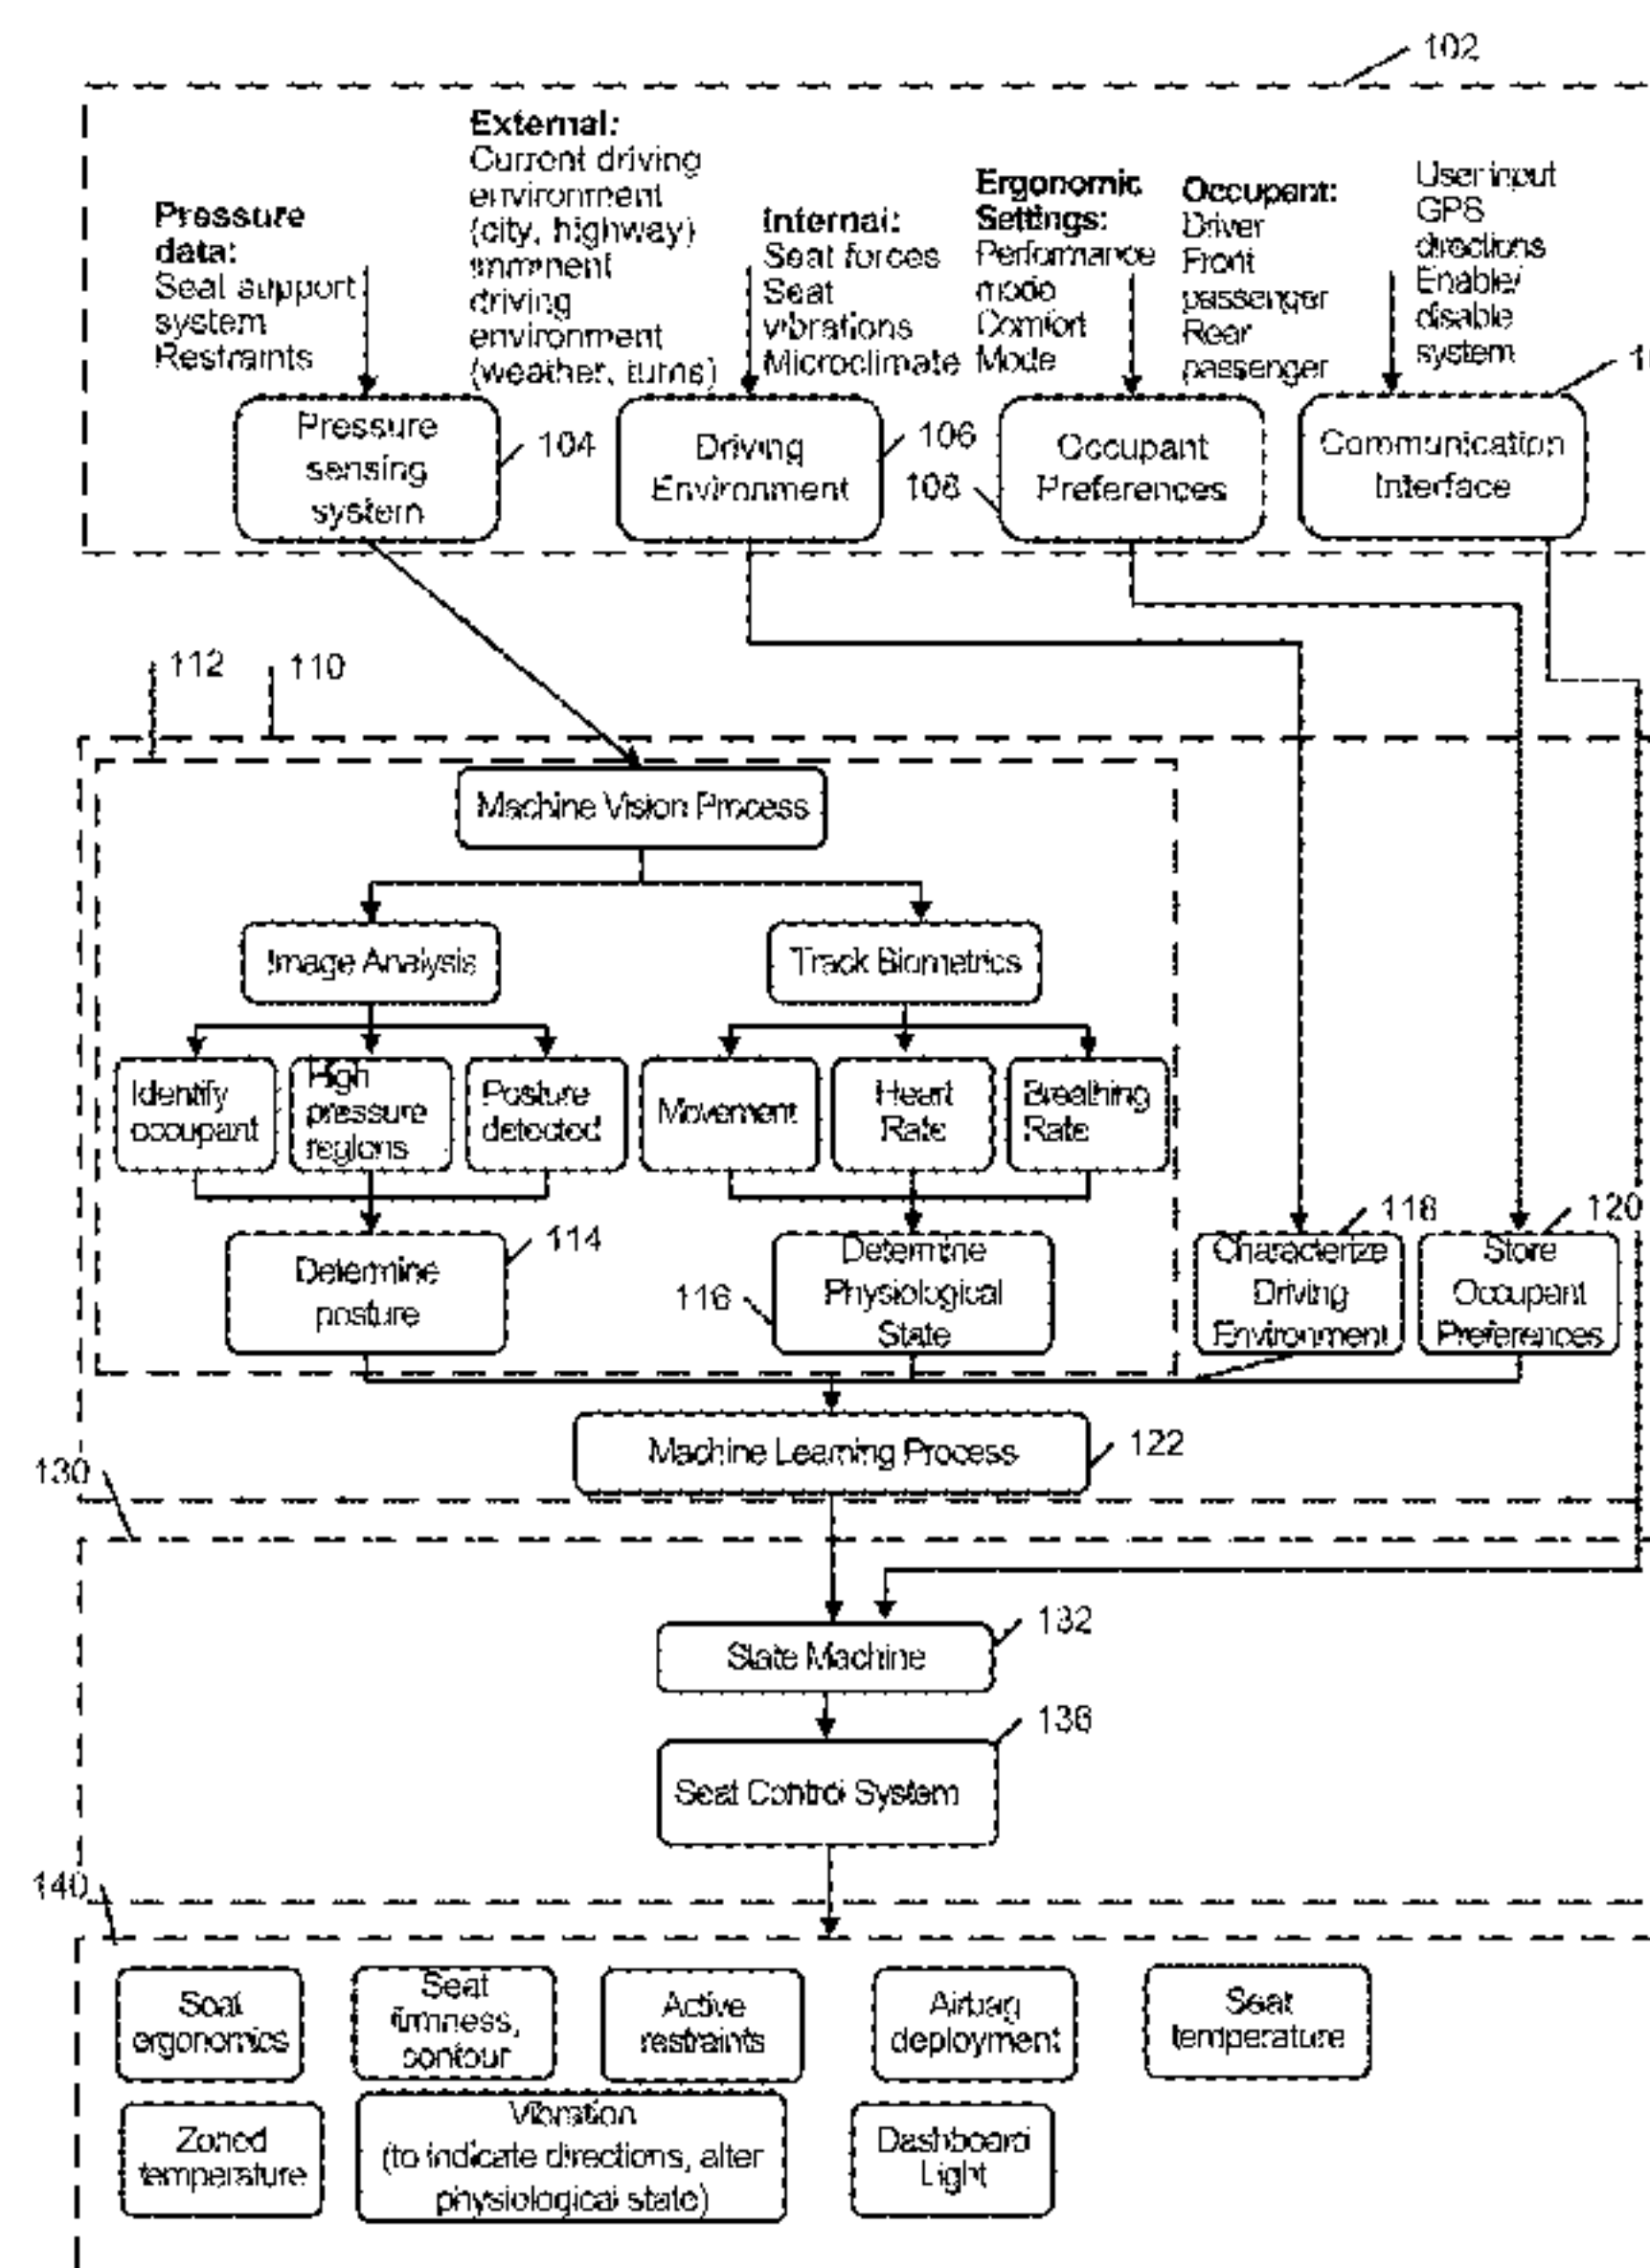 102
External:
Current driving
environment
(city, highway)
imminent
driving
environment
(weather, turns)
Pressure
data:
Seat support
system
Restraints
Internal:
Seat forces
Seat
vibrations
Microclimate
Ergonomic
Settings:
Performance
mode
Comfort
Mode
Occupant:
Driver
Front
passenger
Rear
passenger
User input
GPS
directions
Enable/
disable
system
Pressure
sensing
system
104
Driving
Environment
106
108
Occupant
Preferences
Communication
Interface
112
110
Machine Vision Process
Image Analysis
Track Biometrics
Identify
occupant
High
pressure
regions
Posture
detected
Movement
Heart
Rate
Breathing
Rate
Determine
posture
114
116
Determine
Physiological
State
118
Characterize
Driving
Environment
120
Store
Occupant
Preferences
Machine Learning Process
122
130
State Machine
132
Seat Control System
136
140
Seat
ergonomics
Seat
firmness,
contour
Active
restraints
Airbag
deployment
Seat
temperature
Zoned
temperature
Vibration
(to indicate directions, alter
physiological state)
Dashboard
Light